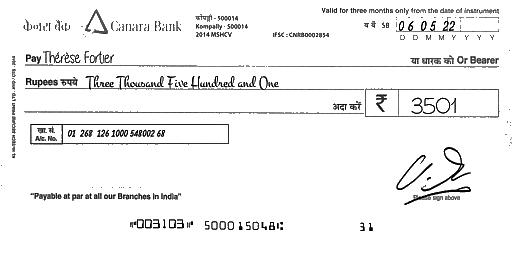 केनरा बैंक Canara Bank
कोमपल्ली - 500014
Kompally - 500014
2014 MSHCV
IFSC : CNRB0002854
Valid for three months only from the date of instrument
SB 06 05 22
D D M M Y Y Y Y
Pay Thérèse Fortier या धारक को Or Bearer
Rupees रुपये Three Thousand Five Hundred and One
अदा करें ₹ 3501
खा. सं.
A/c. No. 01 268 126 1000 548002 68
"Payable at par at all our Branches in India"
Please sign above
⑈003103⑈ 500015048⑆ 31